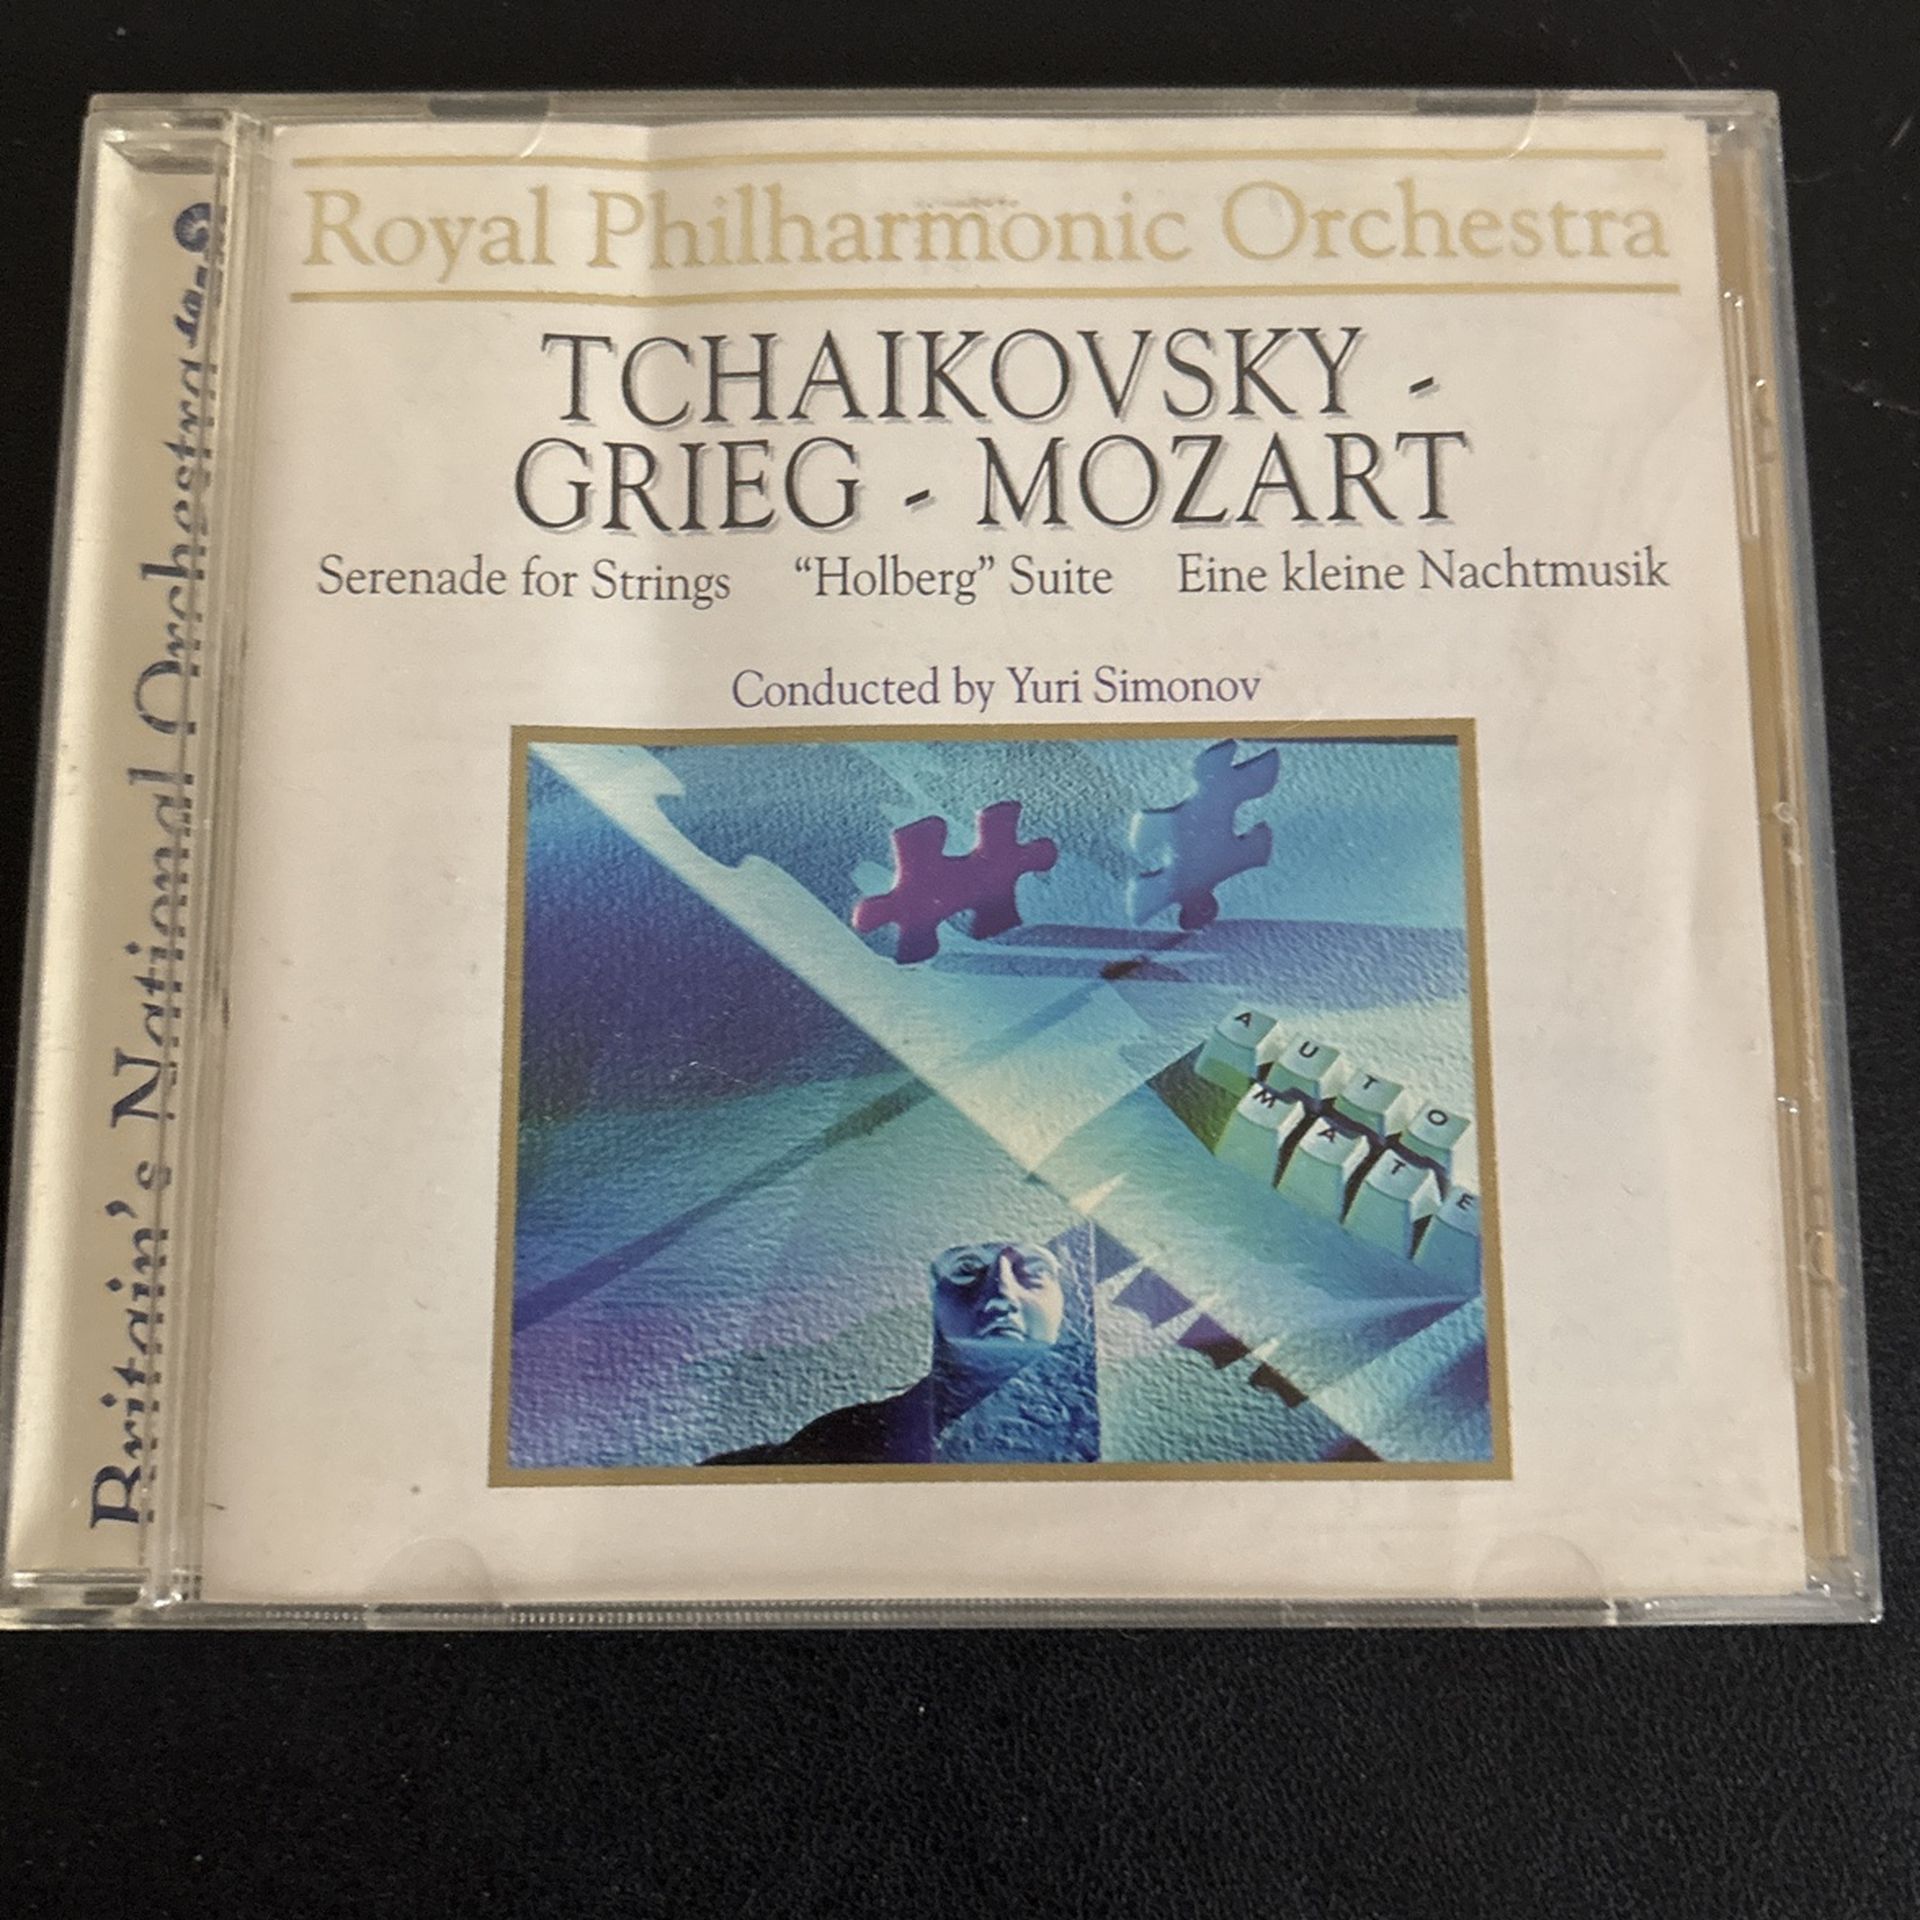 Royal Philharmonic Orchestra
TCHAIKOVSKY -
GRIEG - MOZART
Serenade for Strings "Holberg" Suite Eine kleine Nachtmusik
Conducted by Yuri Simonov
AUTO
MATE
Britain's National Orchestra